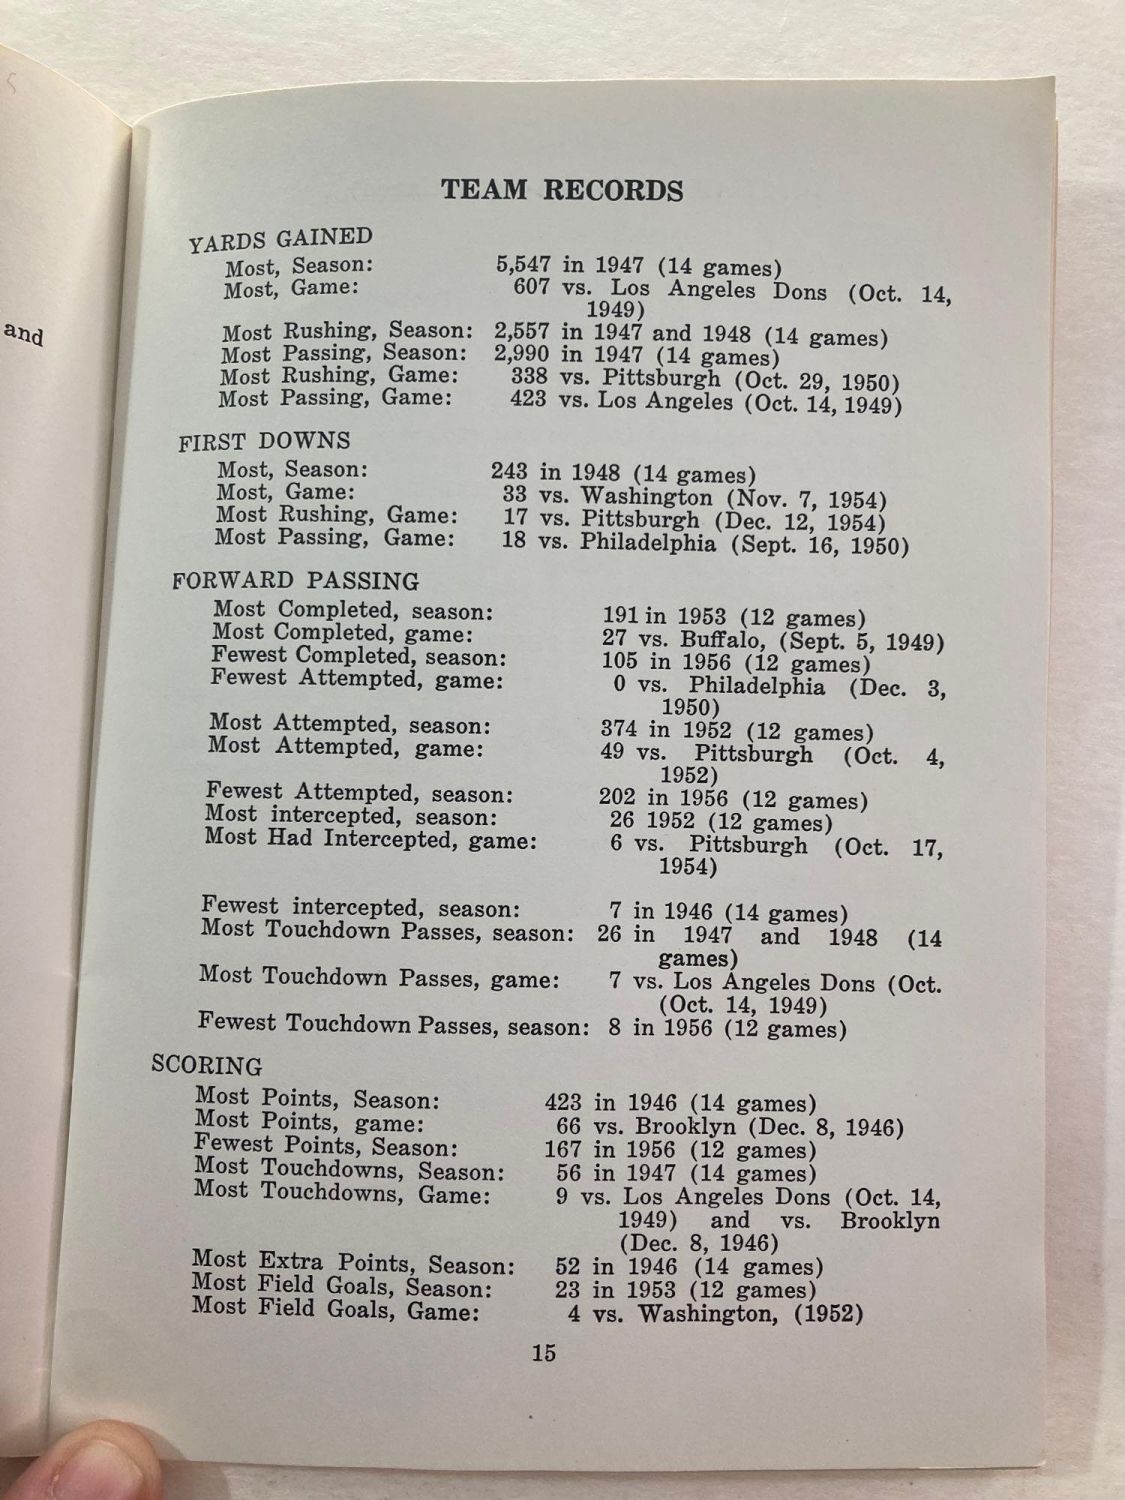 and
TEAM RECORDS
YARDS GAINED
Most, Season: 5,547 in 1947 (14 games)
Most, Game: 607 vs. Los Angeles Dons (Oct. 14,
1949)
Most Rushing, Season: 2,557 in 1947 and 1948 (14 games)
Most Passing, Season: 2,990 in 1947 (14 games)
Most Rushing, Game: 338 vs. Pittsburgh (Oct. 29, 1950)
Most Passing, Game: 423 vs. Los Angeles (Oct. 14, 1949)
FIRST DOWNS
Most, Season: 243 in 1948 (14 games)
Most, Game: 33 vs. Washington (Nov. 7, 1954)
Most Rushing, Game: 17 vs. Pittsburgh (Dec. 12, 1954)
Most Passing, Game: 18 vs. Philadelphia (Sept. 16, 1950)
FORWARD PASSING
Most Completed, season: 191 in 1953 (12 games)
Most Completed, game: 27 vs. Buffalo, (Sept. 5, 1949)
Fewest Completed, season: 105 in 1956 (12 games)
Fewest Attempted, game: 0 vs. Philadelphia (Dec. 3,
1950)
Most Attempted, season: 374 in 1952 (12 games)
Most Attempted, game: 49 vs. Pittsburgh (Oct. 4,
1952)
Fewest Attempted, season: 202 in 1956 (12 games)
Most intercepted, season: 26 1952 (12 games)
Most Had Intercepted, game: 6 vs. Pittsburgh (Oct. 17,
1954)
Fewest intercepted, season: 7 in 1946 (14 games)
Most Touchdown Passes, season: 26 in 1947 and 1948 (14
games)
Most Touchdown Passes, game: 7 vs. Los Angeles Dons (Oct.
(Oct. 14, 1949)
Fewest Touchdown Passes, season: 8 in 1956 (12 games)
SCORING
Most Points, Season: 423 in 1946 (14 games)
Most Points, game: 66 vs. Brooklyn (Dec. 8, 1946)
Fewest Points, Season: 167 in 1956 (12 games)
Most Touchdowns, Season: 56 in 1947 (14 games)
Most Touchdowns, Game: 9 vs. Los Angeles Dons (Oct. 14,
1949) and vs. Brooklyn
(Dec. 8, 1946)
Most Extra Points, Season: 52 in 1946 (14 games)
Most Field Goals, Season: 23 in 1953 (12 games)
Most Field Goals, Game: 4 vs. Washington, (1952)
15